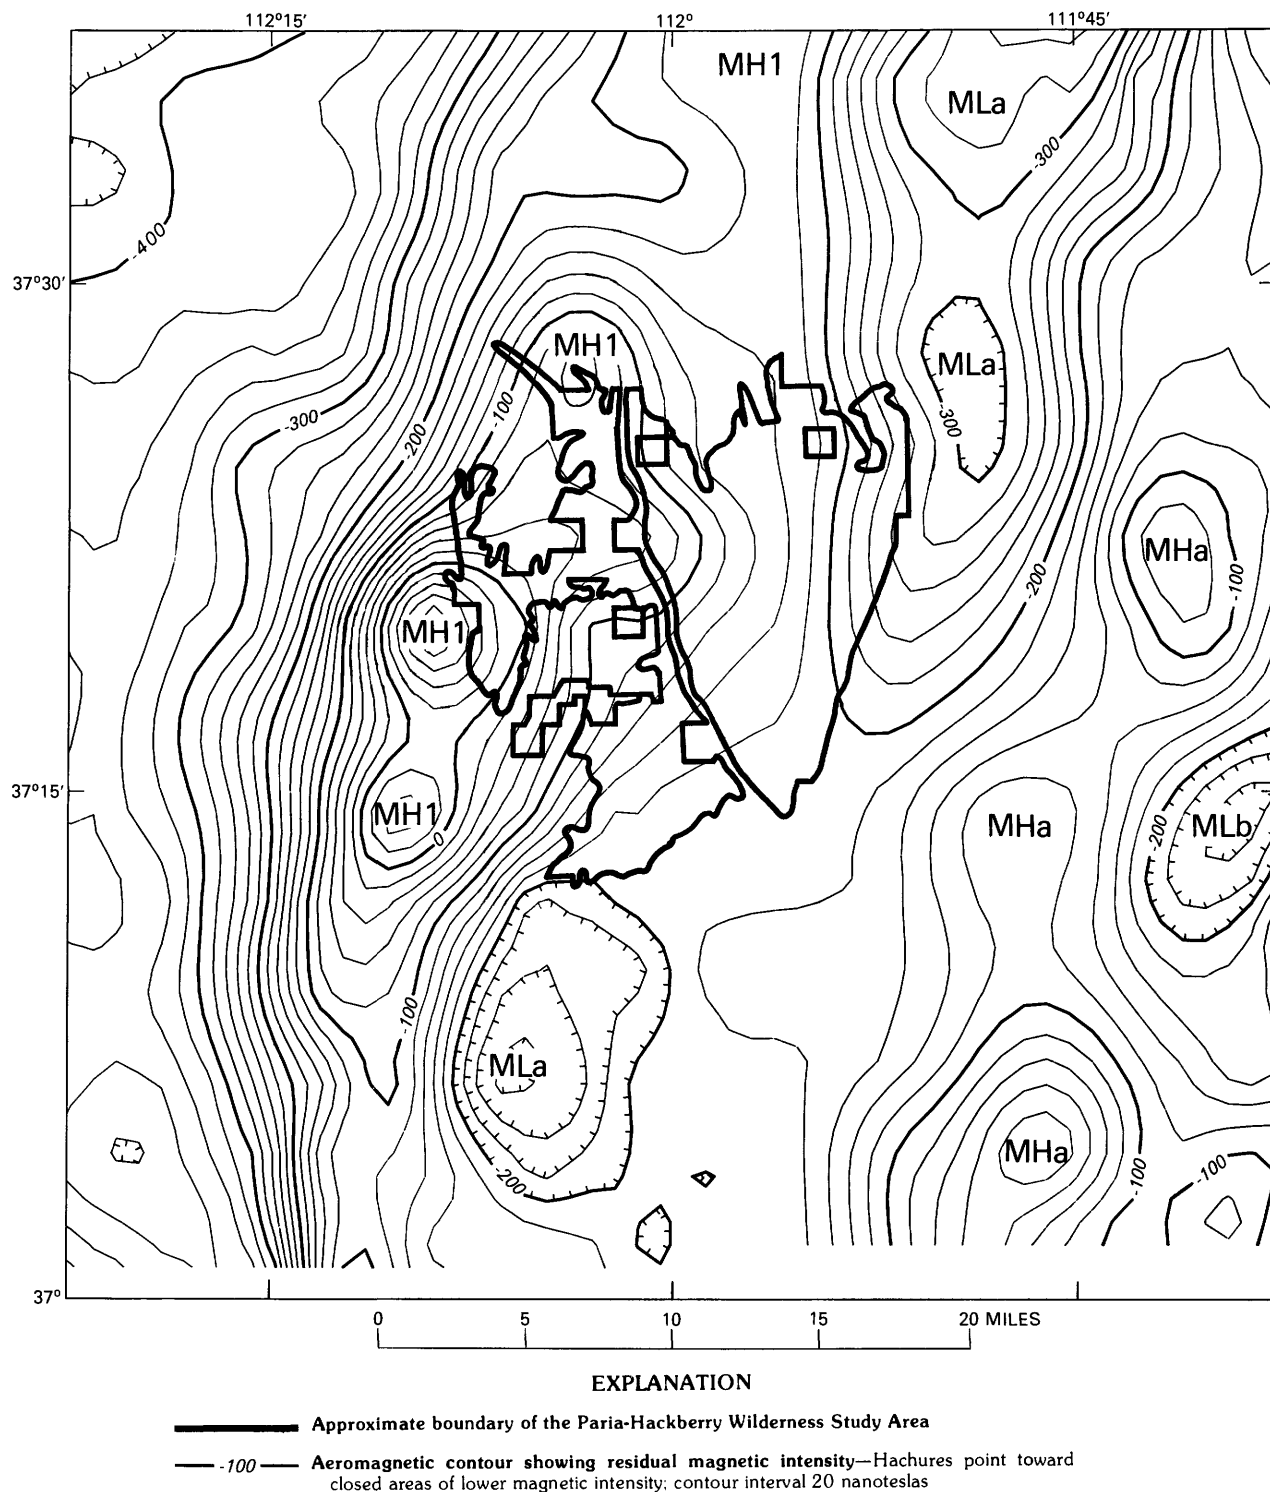 112°15' 112° 111°45'
MH1
MLa
-300
-400
37°30'
MH1
MLa
-100
-300
-300
-200
MHa
-200
-100
MH1
37°15'
MH1
MHa
MLb
-200
0
-100
MLa
MHa
-200
-100
-100
37°
0 5 10 15 20 MILES
EXPLANATION
Approximate boundary of the Paria-Hackberry Wilderness Study Area
-100 Aeromagnetic contour showing residual magnetic intensity—Hachures point toward
closed areas of lower magnetic intensity; contour interval 20 nanoteslas